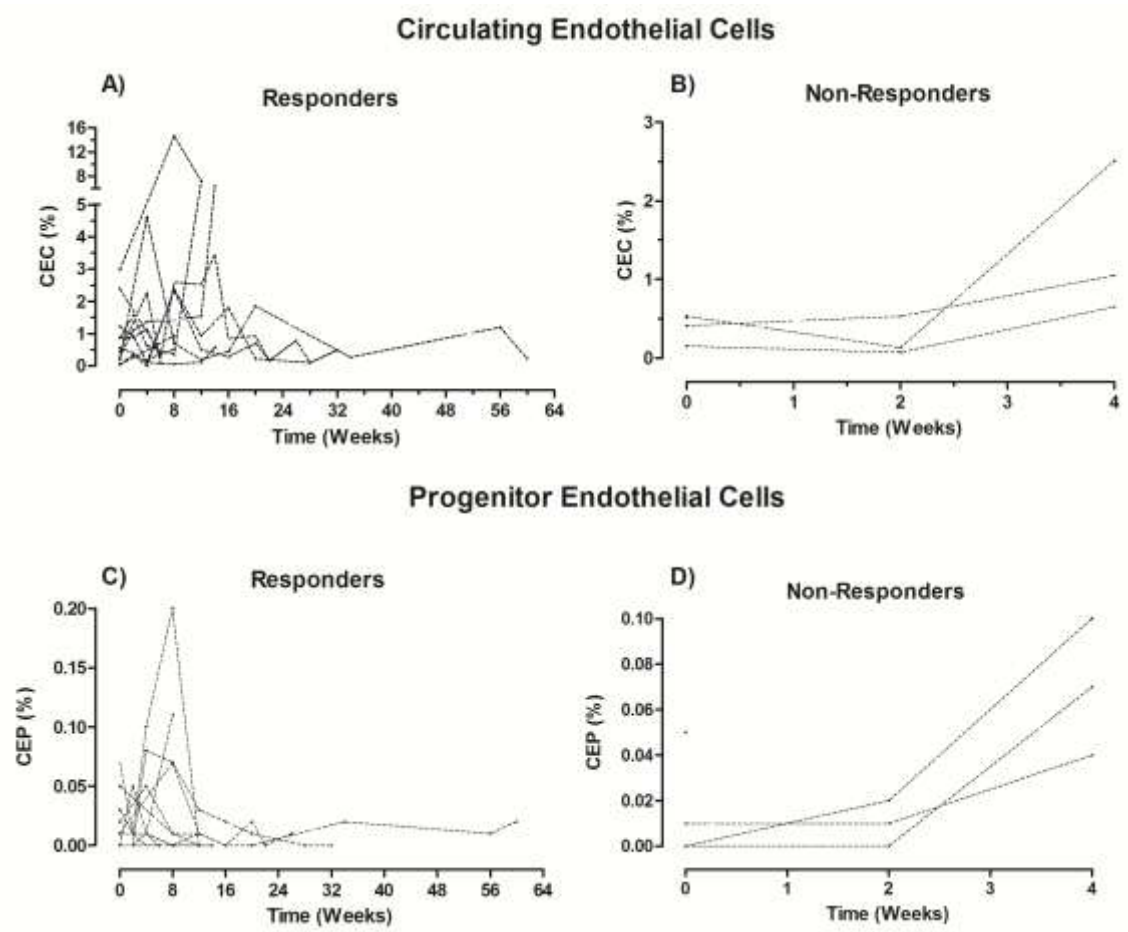 Circulating Endothelial Cells
A)
Responders
B)
Non-Responders
CEC (%)
16
12
8
5
4
3
2
1
0
0 8 16 24 32 40 48 56 64
Time (Weeks)
CEC (%)
3
2
1
0
0 1 2 3 4
Time (Weeks)
Progenitor Endothelial Cells
C)
Responders
D)
Non-Responders
CEP (%)
0.20
0.15
0.10
0.05
0.00
0 8 16 24 32 40 48 56 64
Time (Weeks)
CEP (%)
0.10
0.08
0.06
0.04
0.02
0.00
0 1 2 3 4
Time (Weeks)